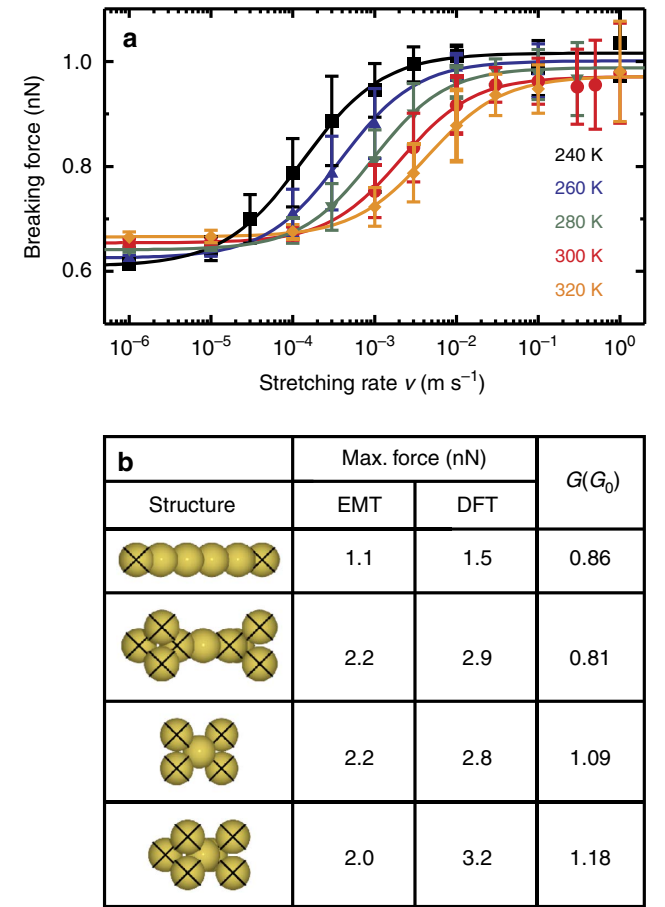 a
Breaking force (nN)
1.0
0.8
0.6
240 K
260 K
280 K
300 K
320 K
10⁻⁶ 10⁻⁵ 10⁻⁴ 10⁻³ 10⁻² 10⁻¹ 10⁰
Stretching rate v (m s⁻¹)
b Max. force (nN) G(G₀)
Structure EMT DFT
1.1 1.5 0.86
2.2 2.9 0.81
2.2 2.8 1.09
2.0 3.2 1.18